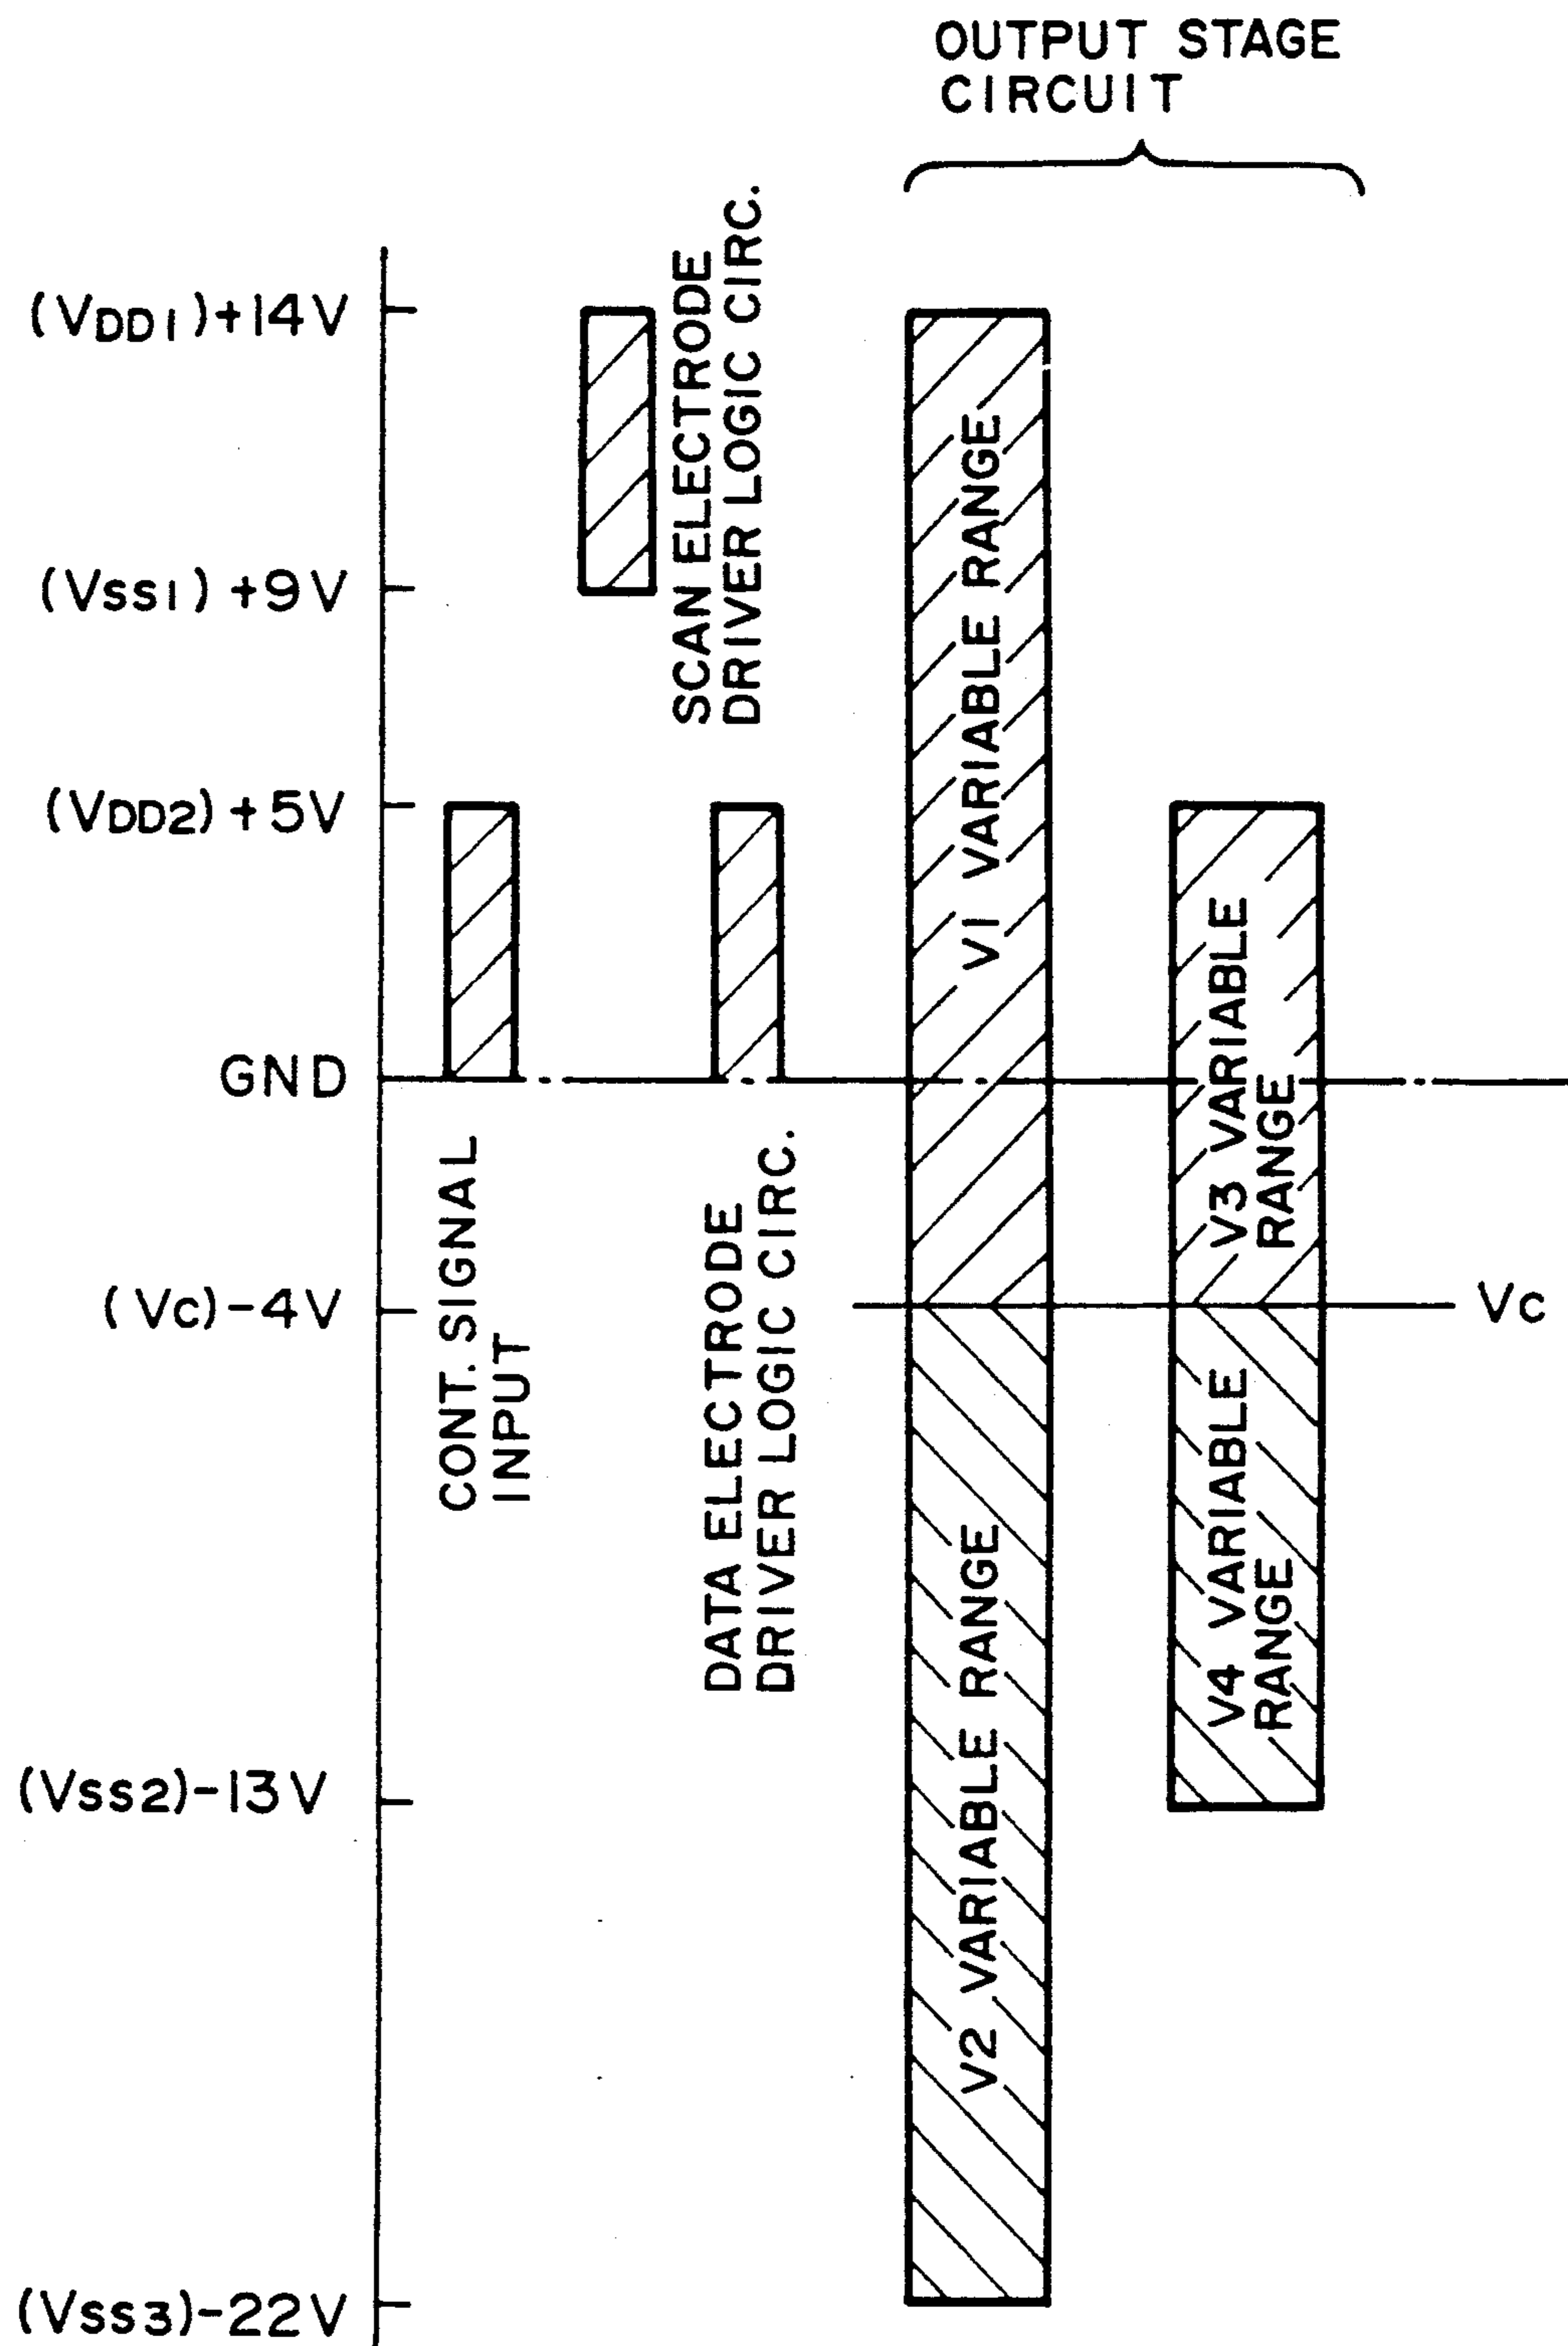 OUTPUT STAGE
CIRCUIT
(VDD1)+14V
(VSS1)+9V
(VDD2)+5V
GND
(Vc)-4V
(VSS2)-13V
(VSS3)-22V
CONT. SIGNAL
INPUT
SCAN ELECTRODE
DRIVER LOGIC CIRC.
DATA ELECTRODE
DRIVER LOGIC CIRC.
V1 VARIABLE RANGE
V2 VARIABLE RANGE
V3 VARIABLE
RANGE
V4 VARIABLE
RANGE
Vc